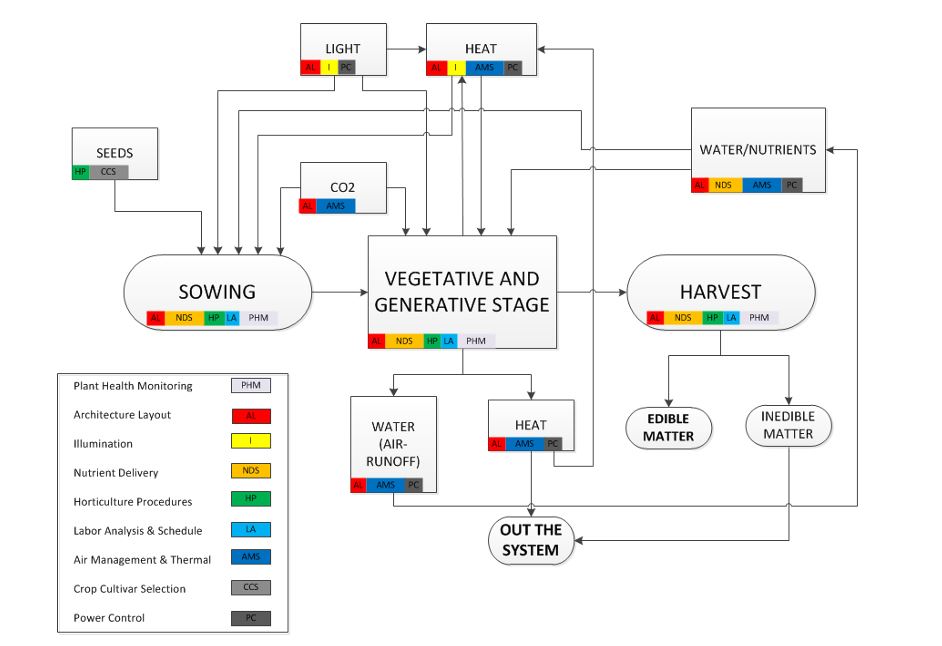 LIGHT
AL I PC
HEAT
AL I AMS PC
SEEDS
HP CCS
WATER/NUTRIENTS
AL NDS AMS PC
CO2
AL AMS
SOWING
AL NDS HP LA PHM
VEGETATIVE AND
GENERATIVE STAGE
AL NDS HP LA PHM
HARVEST
AL NDS HP LA PHM
WATER
(AIR-
RUNOFF)
AL AMS PC
HEAT
AL AMS PC
EDIBLE
MATTER
INEDIBLE
MATTER
OUT THE
SYSTEM
Plant Health Monitoring PHM
Architecture Layout AL
Illumination I
Nutrient Delivery NDS
Horticulture Procedures HP
Labor Analysis & Schedule LA
Air Management & Thermal AMS
Crop Cultivar Selection CCS
Power Control PC